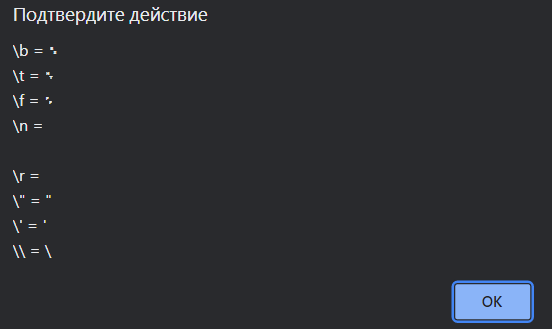 Подтвердите действие
\b =
\t =
\f =
\n =
\r =
\" = "
\' = '
\\ = \
OK